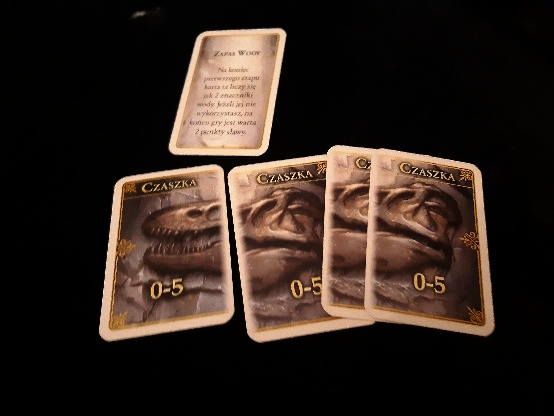 Zapas Wody
Na koniec
pierwszego etapu
karta ta liczy się
jak 2 znaczniki
wody. Jeżeli jej nie
wykorzystasz, na
końcu gry jest warta
2 punkty sławy.
Czaszka
0-5
Czaszka
0-5
Czaszka
0-5